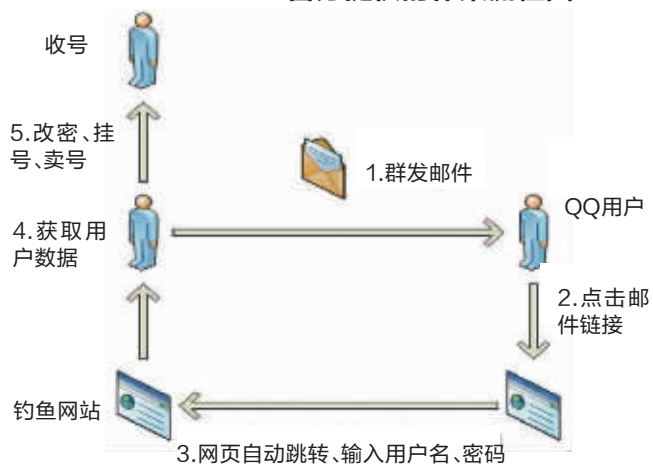 收号
5.改密、挂
号、卖号
1.群发邮件
QQ用户
4.获取用
户数据
2.点击邮
件链接
钓鱼网站
3.网页自动跳转、输入用户名、密码